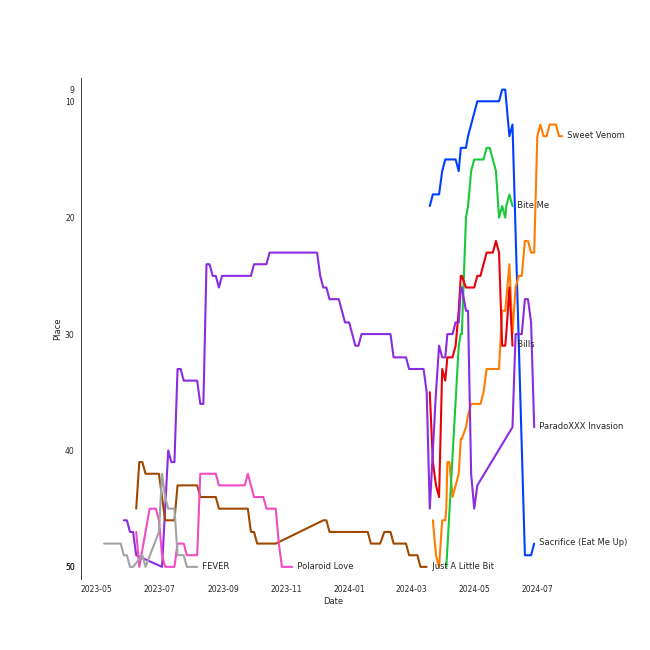 9
10
Sweet Venom
Bite Me
20
30
Bills
Place
40
ParadoXXX Invasion
Sacrifice (Eat Me Up)
50
FEVER
Polaroid Love
Just A Little Bit
2023-05
2023-07
2023-09
2023-11
2024-01
2024-03
2024-05
2024-07
Date